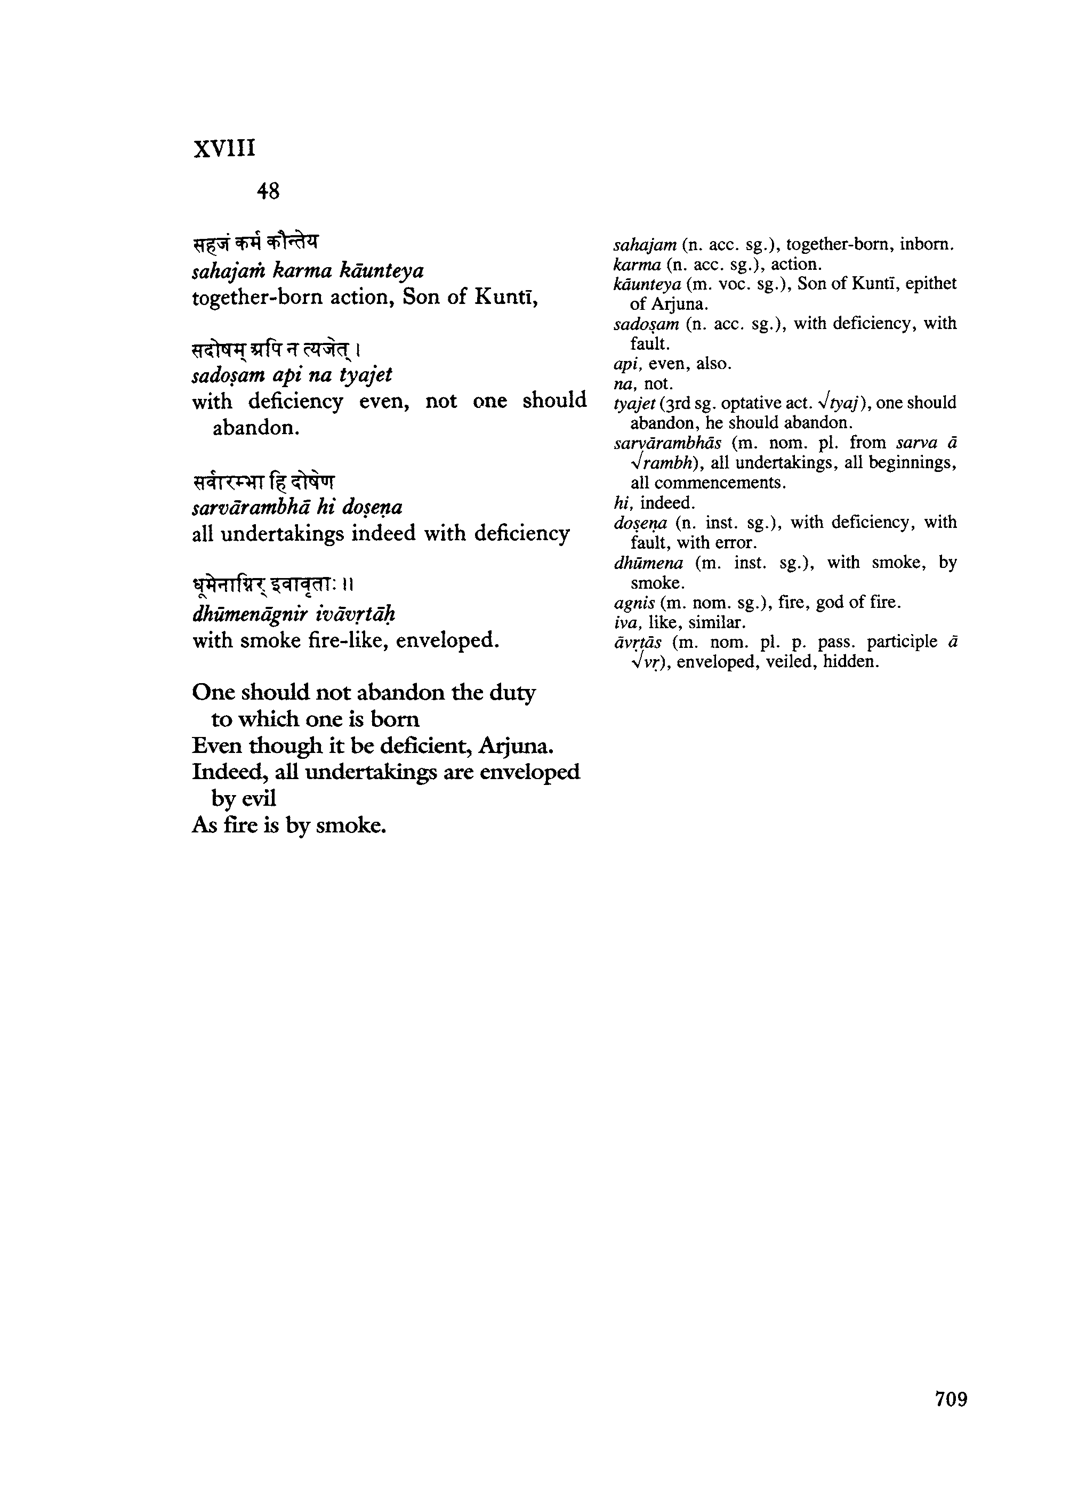 XVIII
48
सहजं कर्म कौन्तेय
sahajaṁ karma kāunteya
together-born action, Son of Kuntī,
सदोषम् अपि न त्यजेत् ।
sadoṣam api na tyajet
with deficiency even, not one should
abandon.
सर्वारम्भा हि दोषेण
sarvārambhā hi doṣeṇa
all undertakings indeed with deficiency
धूमेनाग्निर् इवावृताः ॥
dhūmenāgnir ivāvṛtāḥ
with smoke fire-like, enveloped.
One should not abandon the duty
to which one is born
Even though it be deficient, Arjuna.
Indeed, all undertakings are enveloped
by evil
As fire is by smoke.
sahajam (n. acc. sg.), together-born, inborn.
karma (n. acc. sg.), action.
kāunteya (m. voc. sg.), Son of Kuntī, epithet
of Arjuna.
sadoṣam (n. acc. sg.), with deficiency, with
fault.
api, even, also.
na, not.
tyajet (3rd sg. optative act. √tyaj), one should
abandon, he should abandon.
sarvārambhās (m. nom. pl. from sarva ā
√rambh), all undertakings, all beginnings,
all commencements.
hi, indeed.
doṣeṇa (n. inst. sg.), with deficiency, with
fault, with error.
dhūmena (m. inst. sg.), with smoke, by
smoke.
agnis (m. nom. sg.), fire, god of fire.
iva, like, similar.
āvṛtās (m. nom. pl. p. pass. participle ā
√vṛ), enveloped, veiled, hidden.
709